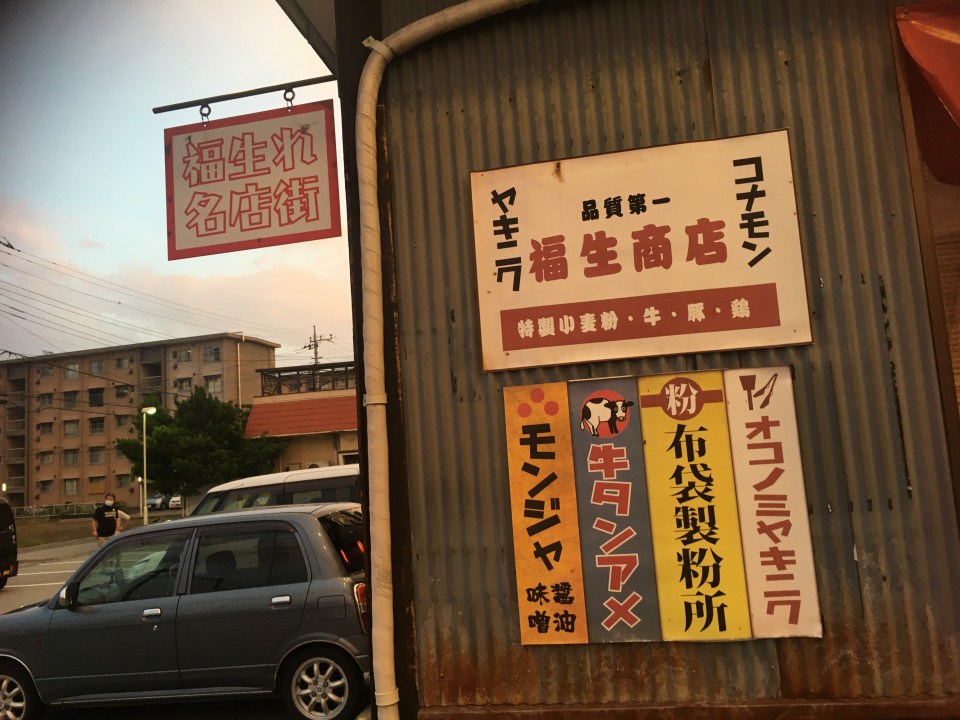 福生れ
名店街
コナモン
品質第一
福生商店
ヤキニク
特製小麦粉・牛・豚・鶏
モンジャ
醤油
味噌
牛タンアメ
粉
布袋製粉所
オコノミヤキニク